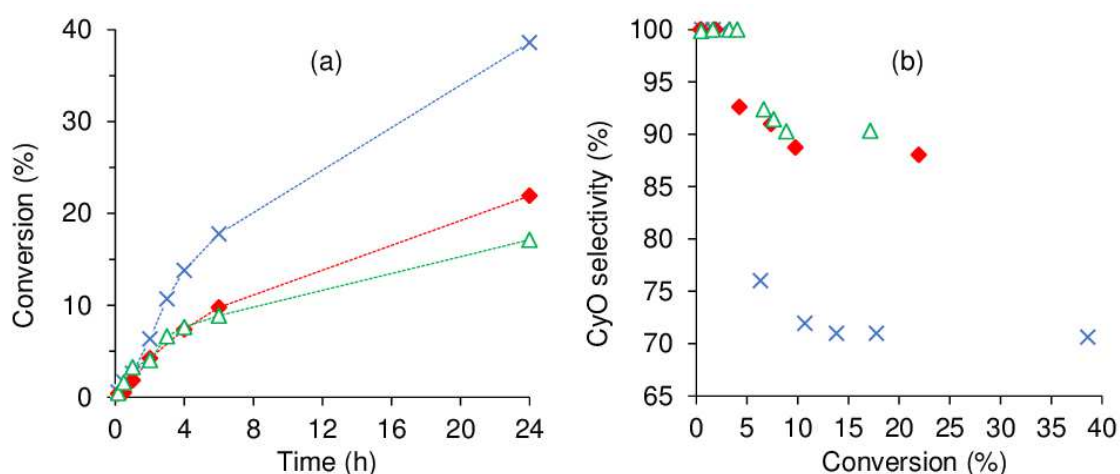 (a)
Conversion (%)
40
30
20
10
0
0 4 8 12 16 20 24
Time (h)
(b)
CyO selectivity (%)
100
95
90
85
80
75
70
65
0 5 10 15 20 25 30 35 40
Conversion (%)